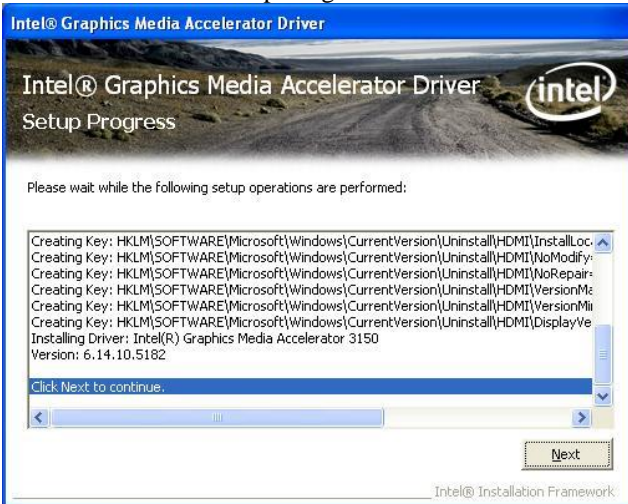 Intel® Graphics Media Accelerator Driver
Intel® Graphics Media Accelerator Driver
intel
Setup Progress
Please wait while the following setup operations are performed:
Creating Key: HKLM\SOFTWARE\Microsoft\Windows\CurrentVersion\Uninstall\HDMI\InstallLoc
Creating Key: HKLM\SOFTWARE\Microsoft\Windows\CurrentVersion\Uninstall\HDMI\NoModify=
Creating Key: HKLM\SOFTWARE\Microsoft\Windows\CurrentVersion\Uninstall\HDMI\NoRepair=
Creating Key: HKLM\SOFTWARE\Microsoft\Windows\CurrentVersion\Uninstall\HDMI\VersionMa
Creating Key: HKLM\SOFTWARE\Microsoft\Windows\CurrentVersion\Uninstall\HDMI\VersionMi
Creating Key: HKLM\SOFTWARE\Microsoft\Windows\CurrentVersion\Uninstall\HDMI\DisplayVe
Installing Driver: Intel(R) Graphics Media Accelerator 3150
Version: 6.14.10.5182
Click Next to continue.
Next
Intel® Installation Framework